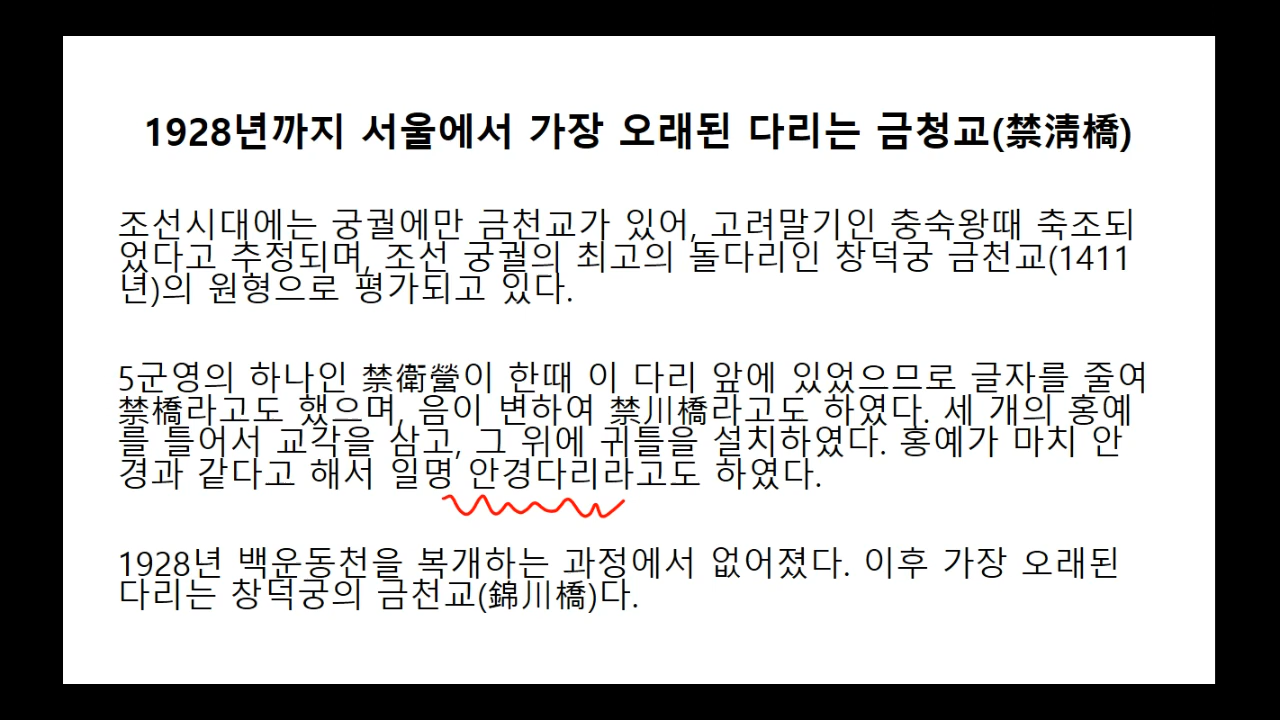 1928년까지 서울에서 가장 오래된 다리는 금청교(禁淸橋)
조선시대에는 궁궐에만 금천교가 있어, 고려말기인 충숙왕때 축조되
었다고 추정되며, 조선 궁궐의 최고의 돌다리인 창덕궁 금천교(1411
년)의 원형으로 평가되고 있다.
5군영의 하나인 禁衛營이 한때 이 다리 앞에 있었으므로 글자를 줄여
禁橋라고도 했으며, 음이 변하여 禁川橋라고도 하였다. 세 개의 홍예
를 틀어서 교각을 삼고, 그 위에 귀틀을 설치하였다. 홍예가 마치 안
경과 같다고 해서 일명 안경다리라고도 하였다.
1928년 백운동천을 복개하는 과정에서 없어졌다. 이후 가장 오래된
다리는 창덕궁의 금천교(錦川橋)다.